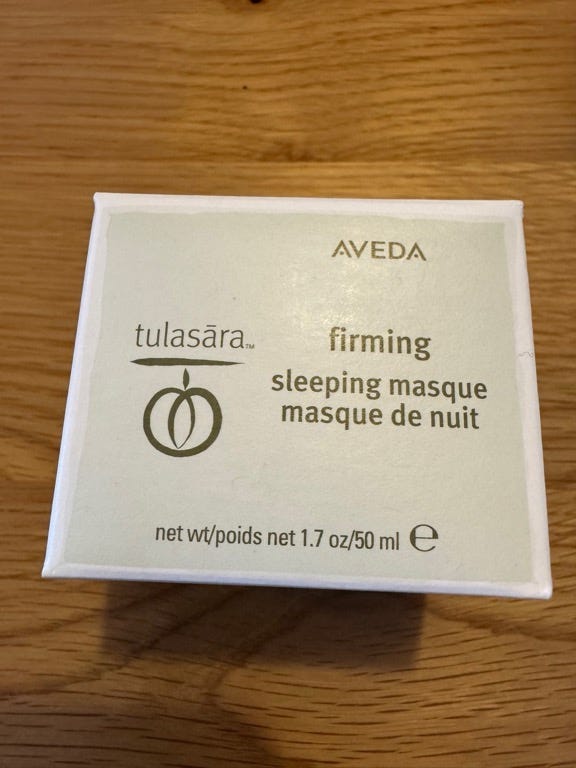 AVEDA
tulasāra™
firming
sleeping masque
masque de nuit
net wt/poids net 1.7 oz/50 ml ℮